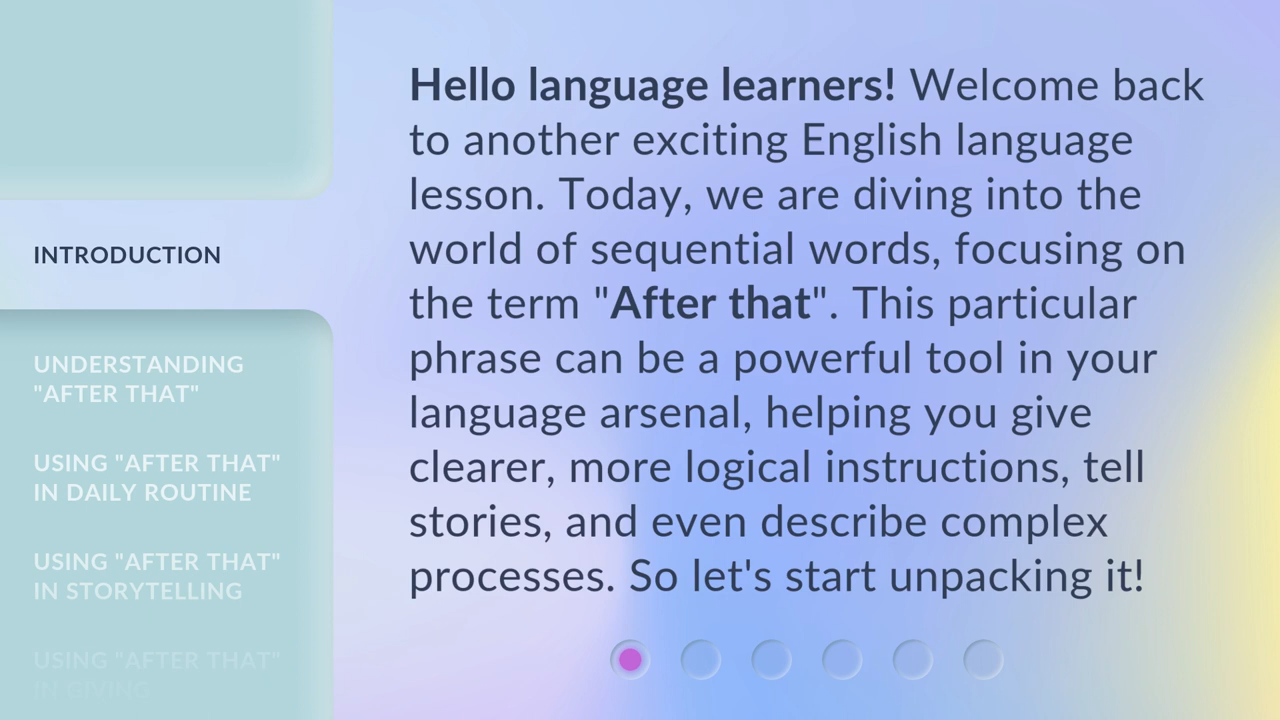 INTRODUCTION
UNDERSTANDING
"AFTER THAT"
USING "AFTER THAT"
IN DAILY ROUTINE
USING "AFTER THAT"
IN STORYTELLING
USING "AFTER THAT"
IN GIVING
Hello language learners! Welcome back
to another exciting English language
lesson. Today, we are diving into the
world of sequential words, focusing on
the term "After that". This particular
phrase can be a powerful tool in your
language arsenal, helping you give
clearer, more logical instructions, tell
stories, and even describe complex
processes. So let's start unpacking it!